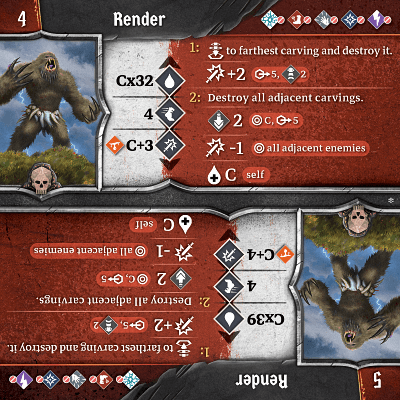 4
Render
Cx32
4
C+3
1: to farthest carving and destroy it.
+2 5, 2
2: Destroy all adjacent carvings.
2 C, 5
-1 all adjacent enemies
C self
5
Render
Cx39
4
C+4
1: to farthest carving and destroy it.
+2 5, 2
2: Destroy all adjacent carvings.
2 C, 5
-1 all adjacent enemies
C self